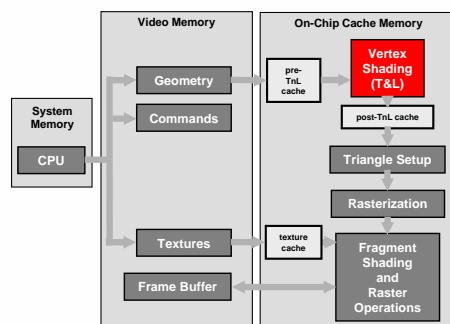 Video Memory
On-Chip Cache Memory
System
Memory
CPU
Geometry
Commands
Textures
Frame Buffer
pre-
TnL
cache
Vertex
Shading
(T&L)
post-TnL cache
Triangle Setup
Rasterization
texture
cache
Fragment
Shading
and
Raster
Operations